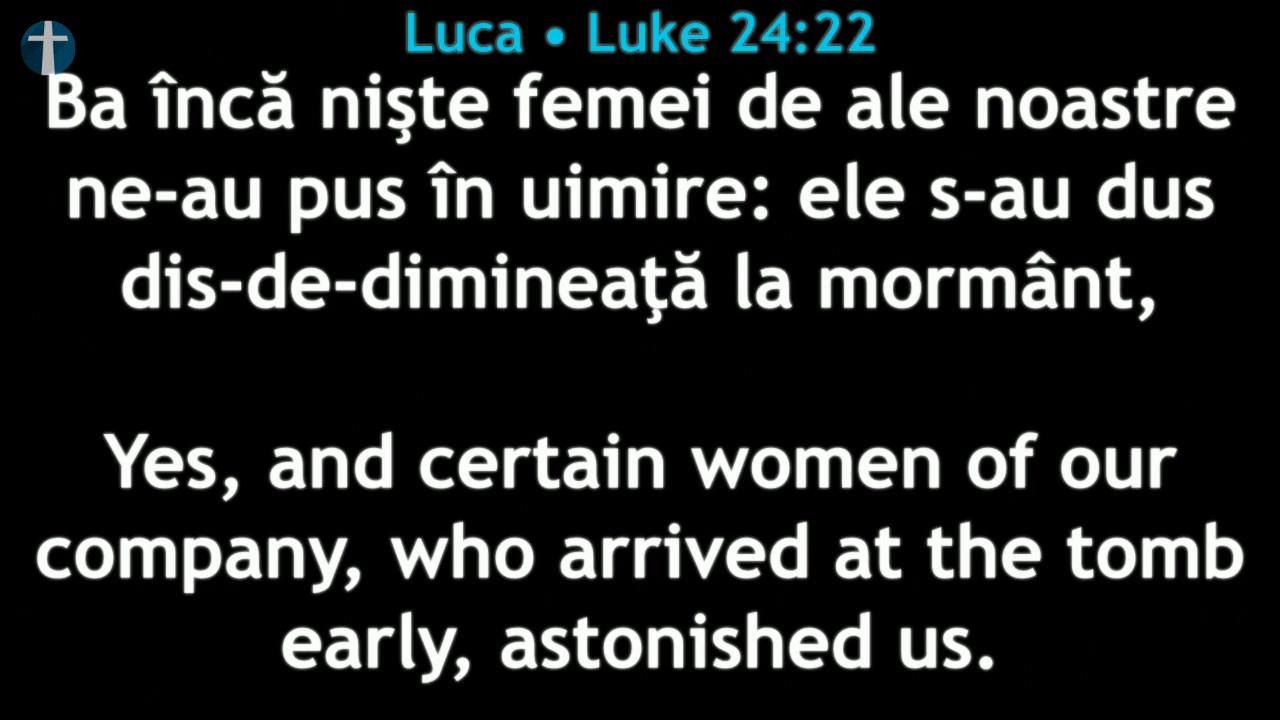 Luca • Luke 24:22
Ba încă nişte femei de ale noastre
ne-au pus în uimire: ele s-au dus
dis-de-dimineaţă la mormânt,
Yes, and certain women of our
company, who arrived at the tomb
early, astonished us.